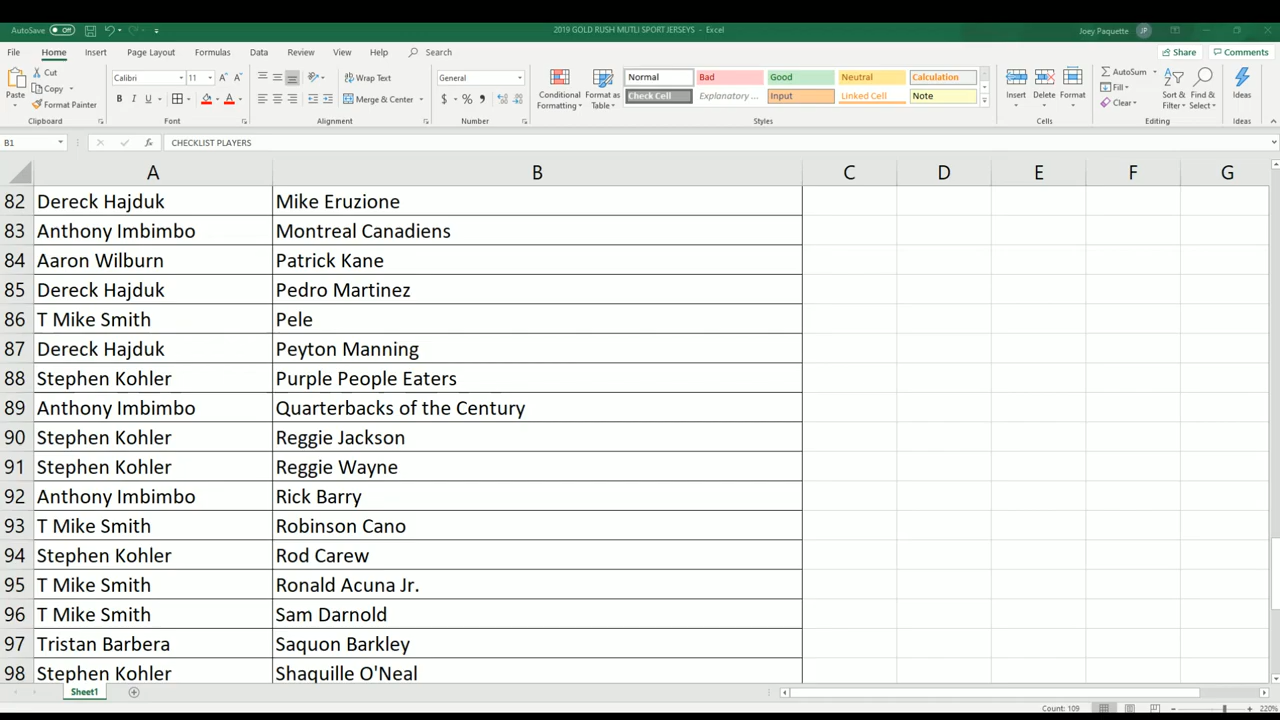 AutoSave Off
2019 GOLD RUSH MUTLI SPORT JERSEYS - Excel
Joey Paquette JP
File Home Insert Page Layout Formulas Data Review View Help Search
Share Comments
Paste
Cut
Copy
Format Painter
Clipboard
Calibri 11
B I U
Font
Wrap Text
Merge & Center
Alignment
General
Number
Conditional Formatting
Format as Table
Normal Bad Good Neutral Calculation
Check Cell Explanatory ... Input Linked Cell Note
Styles
Insert Delete Format
Cells
AutoSum
Fill
Clear
Sort & Filter
Find & Select
Editing
Ideas
Ideas
B1 fx CHECKLIST PLAYERS
A B C D E F G
82 Dereck Hajduk Mike Eruzione
83 Anthony Imbimbo Montreal Canadiens
84 Aaron Wilburn Patrick Kane
85 Dereck Hajduk Pedro Martinez
86 T Mike Smith Pele
87 Dereck Hajduk Peyton Manning
88 Stephen Kohler Purple People Eaters
89 Anthony Imbimbo Quarterbacks of the Century
90 Stephen Kohler Reggie Jackson
91 Stephen Kohler Reggie Wayne
92 Anthony Imbimbo Rick Barry
93 T Mike Smith Robinson Cano
94 Stephen Kohler Rod Carew
95 T Mike Smith Ronald Acuna Jr.
96 T Mike Smith Sam Darnold
97 Tristan Barbera Saquon Barkley
98 Stephen Kohler Shaquille O'Neal
Sheet1
Count: 109
220%